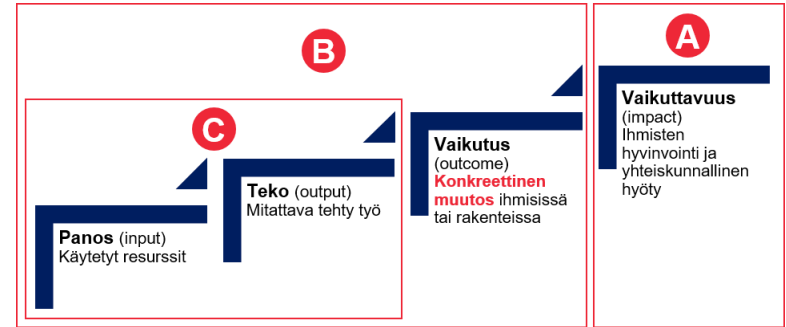 B
A
C
Panos (input)
Käytetyt resurssit
Teko (output)
Mitattava tehty työ
Vaikutus
(outcome)
Konkreettinen
muutos ihmisissä
tai rakenteissa
Vaikuttavuus
(impact)
Ihmisten
hyvinvointi ja
yhteiskunnallinen
hyöty